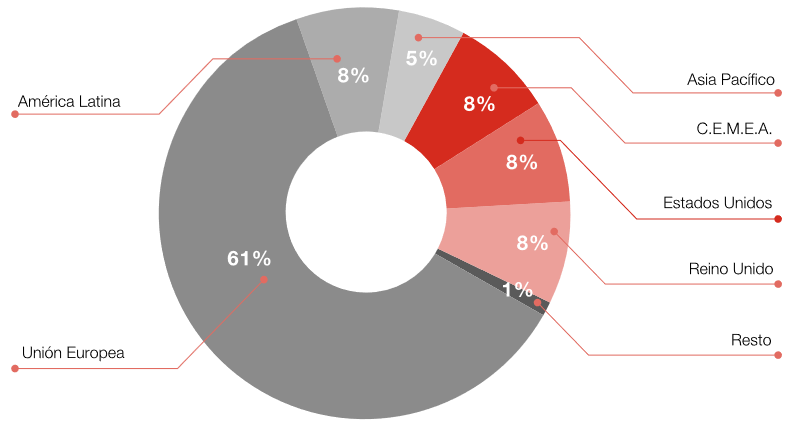 8%
5%
Asia Pacífico
América Latina
8%
C.E.M.E.A.
8%
Estados Unidos
61%
8%
Reino Unido
1%
Unión Europea
Resto